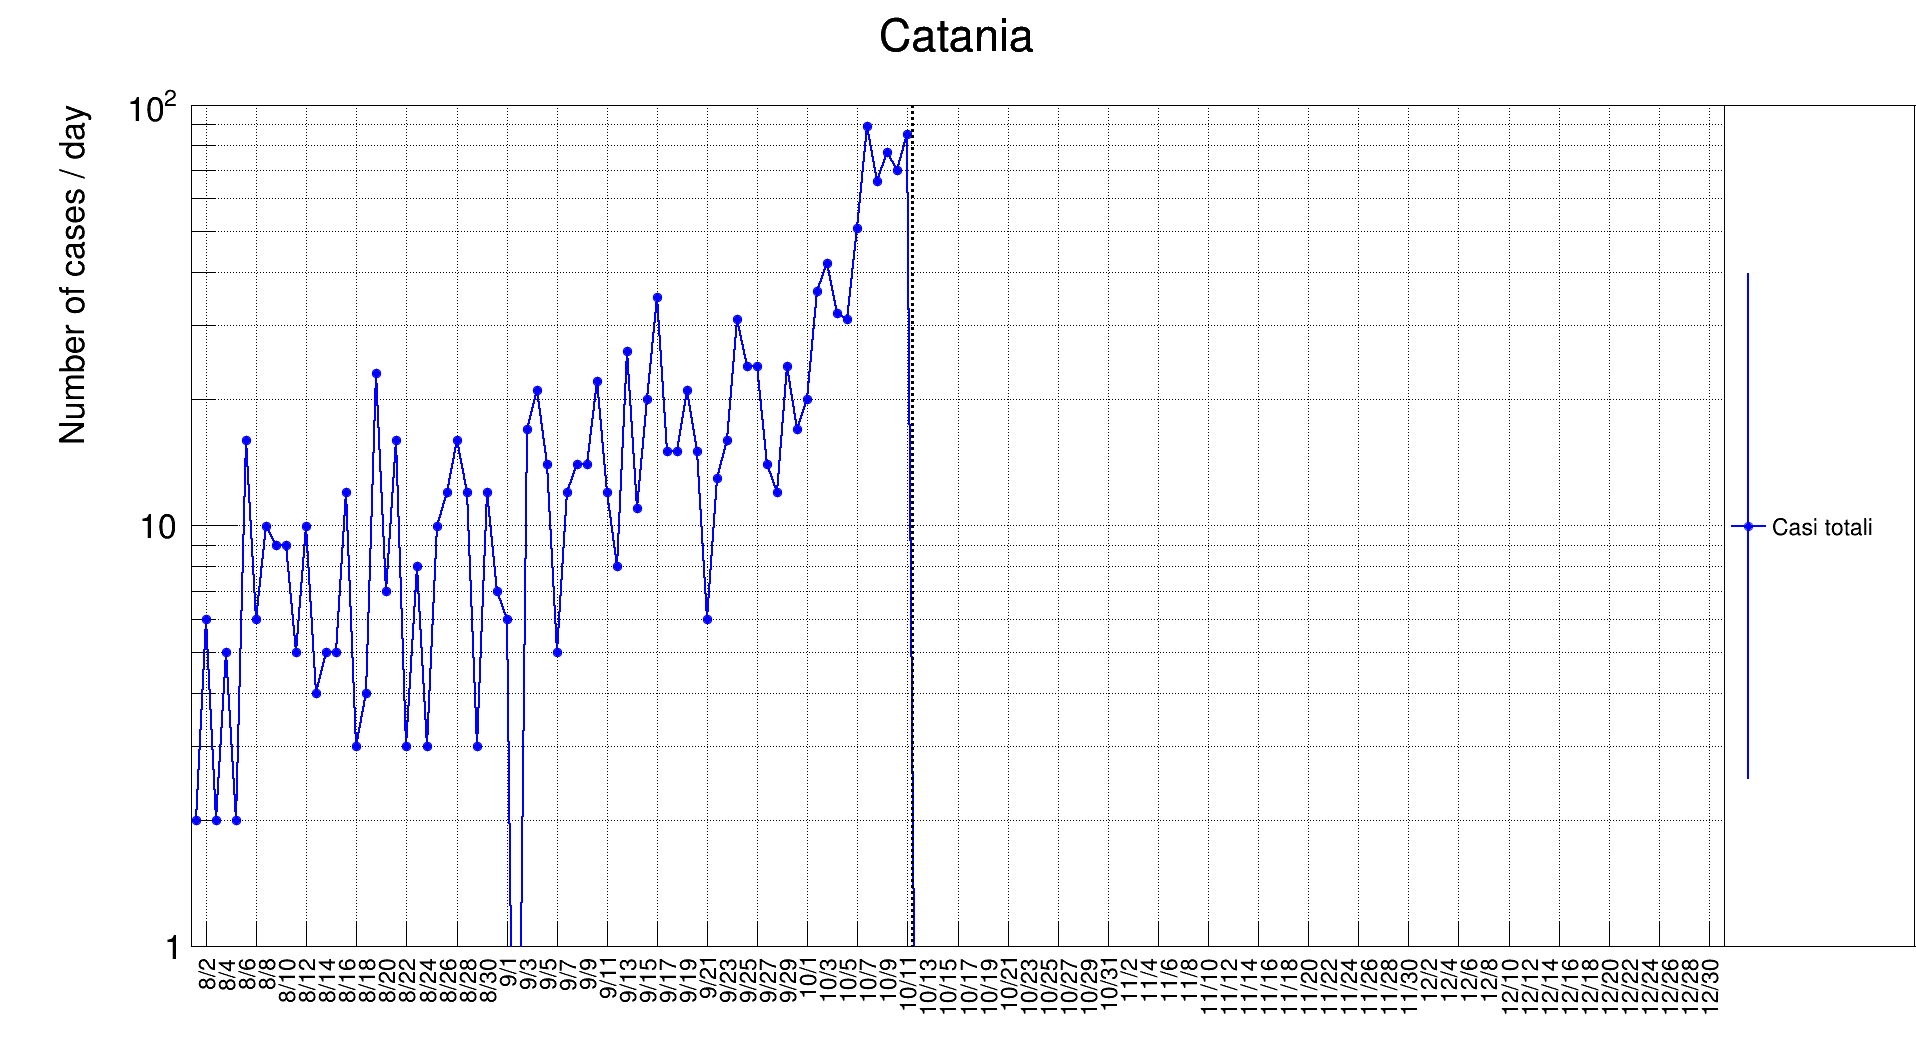 Catania
Number of cases / day
10²
10
1
8/2 8/4 8/6 8/8 8/10 8/12 8/14 8/16 8/18 8/20 8/22 8/24 8/26 8/28 8/30 9/1 9/3 9/5 9/7 9/9 9/11 9/13 9/15 9/17 9/19 9/21 9/23 9/25 9/27 9/29 10/1 10/3 10/5 10/7 10/9 10/11 10/13 10/15 10/17 10/19 10/21 10/23 10/25 10/27 10/29 10/31 11/2 11/4 11/6 11/8 11/10 11/12 11/14 11/16 11/18 11/20 11/22 11/24 11/26 11/28 11/30 12/2 12/4 12/6 12/8 12/10 12/12 12/14 12/16 12/18 12/20 12/22 12/24 12/26 12/28 12/30
Casi totali